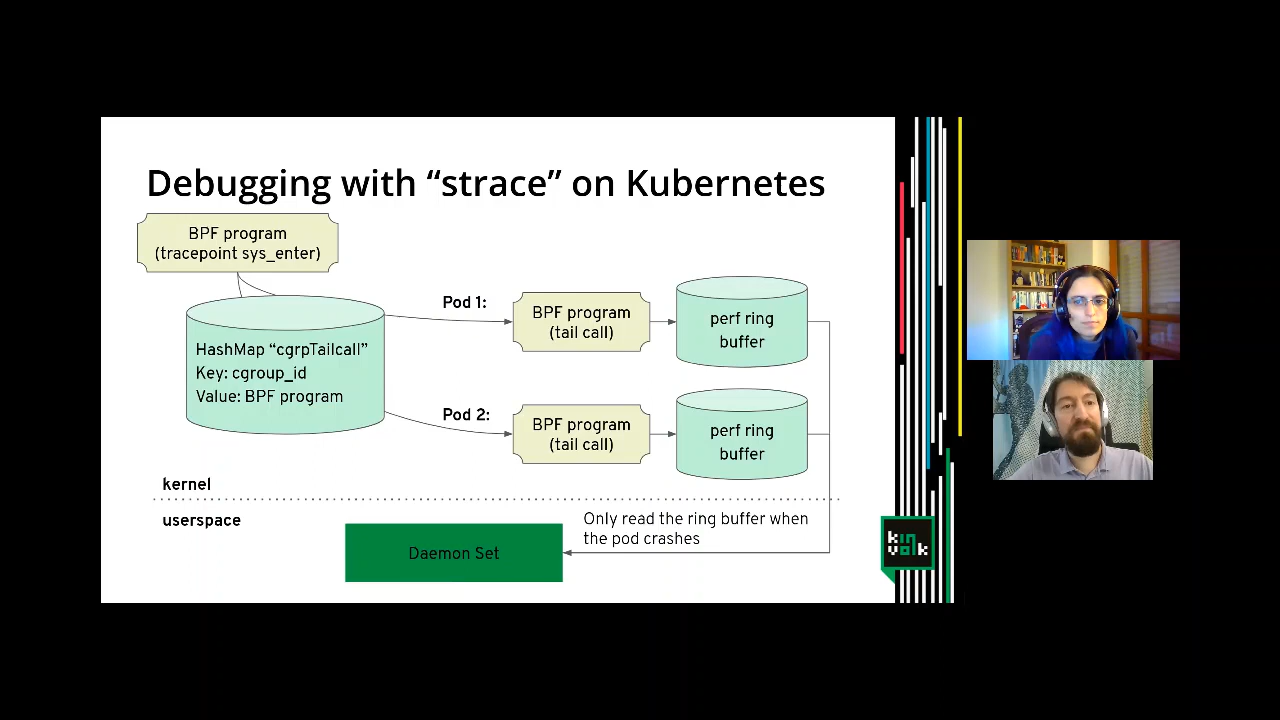 Debugging with “strace” on Kubernetes
BPF program
(tracepoint sys_enter)
HashMap “cgrpTailcall”
Key: cgroup_id
Value: BPF program
Pod 1:
BPF program
(tail call)
perf ring
buffer
Pod 2:
BPF program
(tail call)
perf ring
buffer
kernel
userspace
Daemon Set
Only read the ring buffer when
the pod crashes
kin
volk